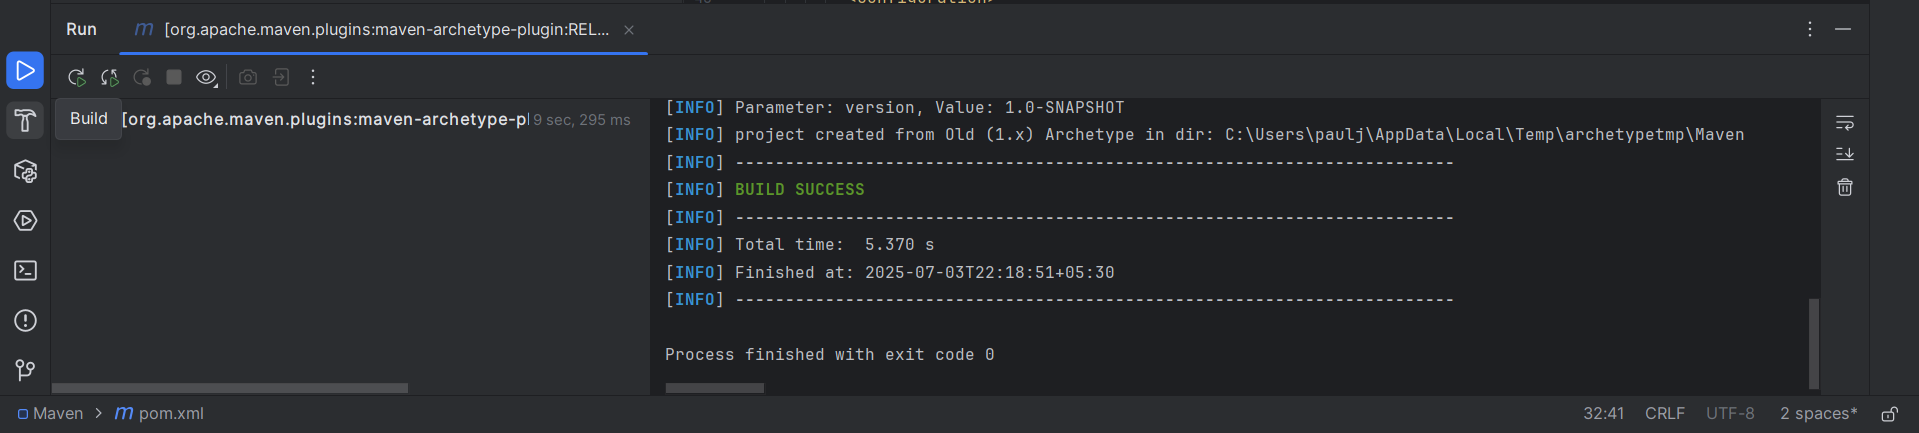 <configuration>
Run
m [org.apache.maven.plugins:maven-archetype-plugin:REL...
Build
[org.apache.maven.plugins:maven-archetype-pl 9 sec, 295 ms
[INFO] Parameter: version, Value: 1.0-SNAPSHOT
[INFO] project created from Old (1.x) Archetype in dir: C:\Users\paulj\AppData\Local\Temp\archetypetmp\Maven
[INFO] ------------------------------------------------------------------------
[INFO] BUILD SUCCESS
[INFO] ------------------------------------------------------------------------
[INFO] Total time:  5.370 s
[INFO] Finished at: 2025-07-03T22:18:51+05:30
[INFO] ------------------------------------------------------------------------
Process finished with exit code 0
Maven > m pom.xml
32:41 CRLF UTF-8 2 spaces*